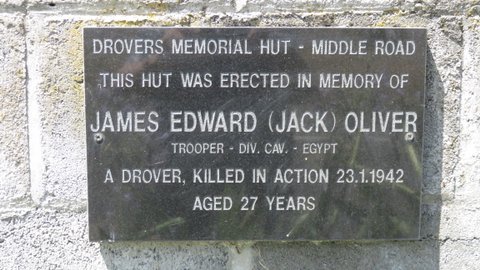 DROVERS MEMORIAL HUT - MIDDLE ROAD
THIS HUT WAS ERECTED IN MEMORY OF
JAMES EDWARD (JACK) OLIVER
TROOPER - DIV. CAV. - EGYPT
A DROVER, KILLED IN ACTION 23.1.1942
AGED 27 YEARS